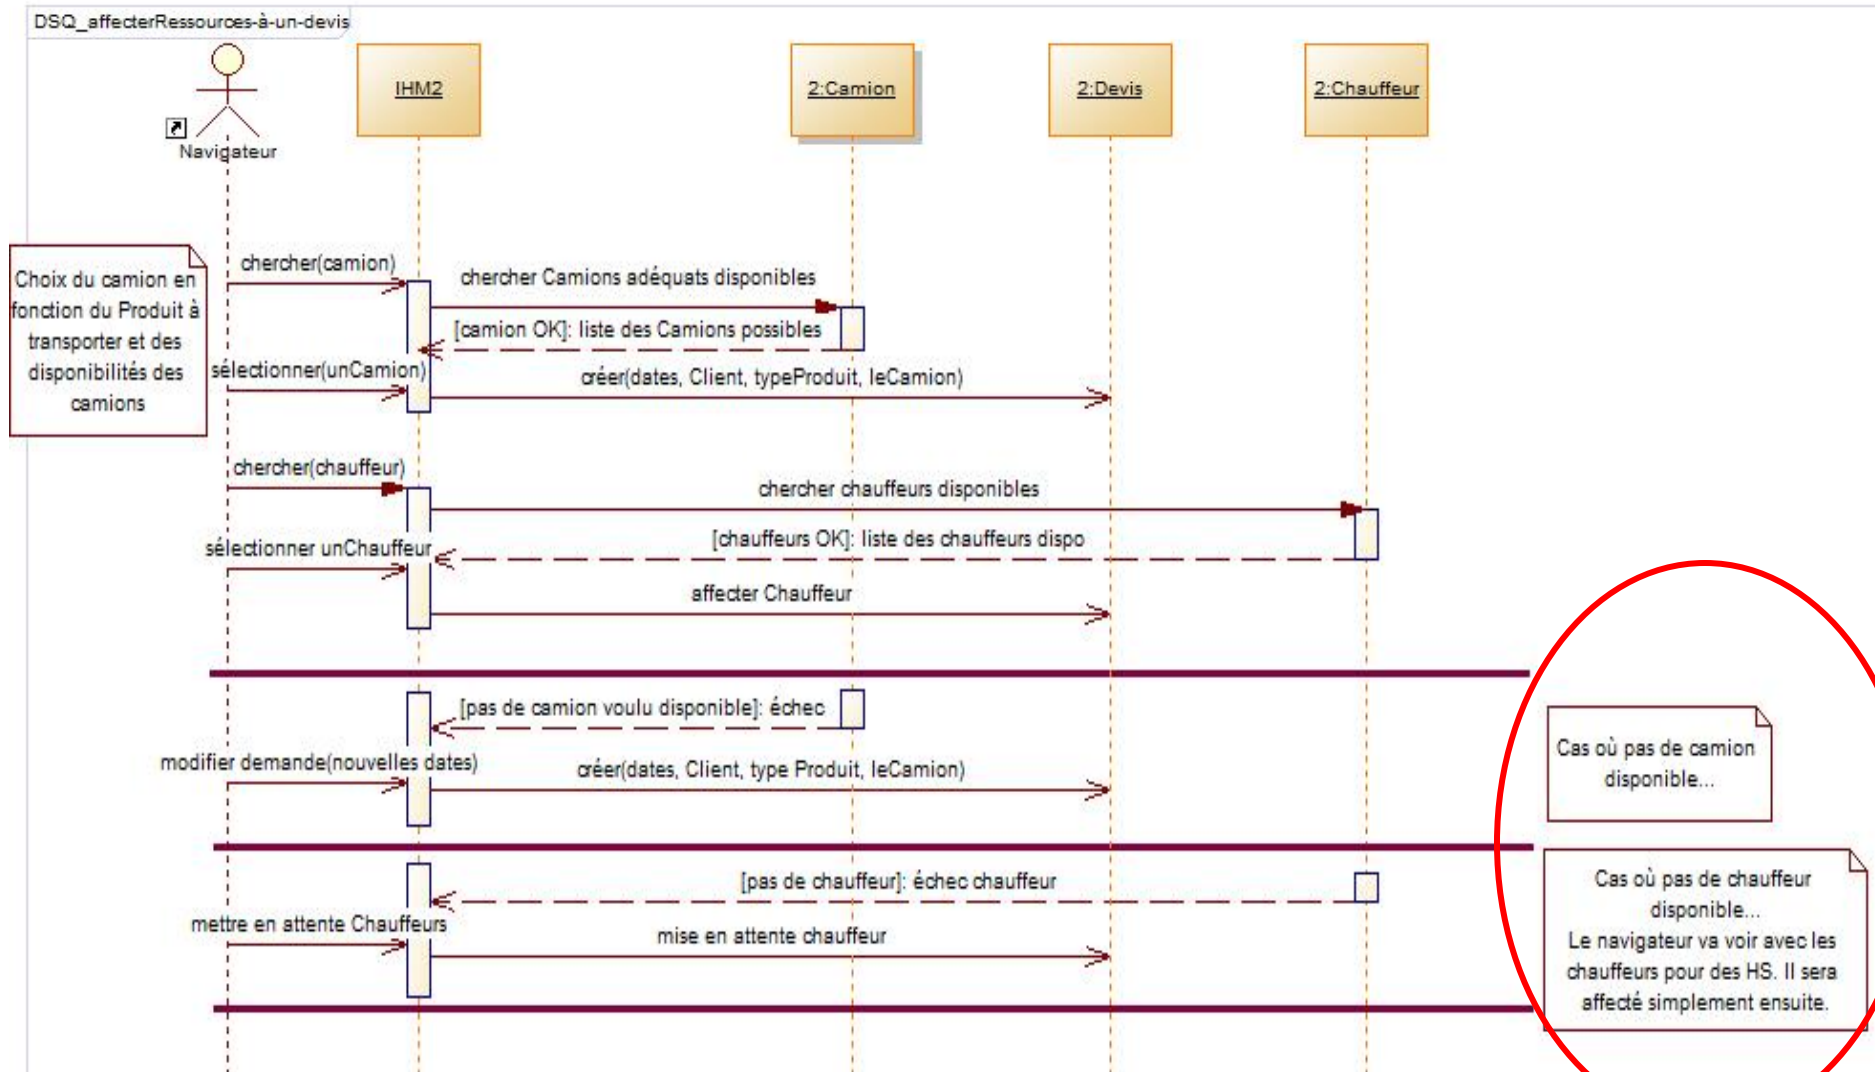 DSQ_affecterRessources-à-un-devis
IHM2
2:Camion
2:Devis
2:Chauffeur
Navigateur
Choix du camion en
fonction du Produit à
transporter et des
disponibilités des
camions
chercher(camion)
chercher Camions adéquats disponibles
[camion OK]: liste des Camions possibles
sélectionner(unCamion)
créer(dates, Client, typeProduit, leCamion)
chercher(chauffeur)
chercher chauffeurs disponibles
[chauffeurs OK]: liste des chauffeurs dispo
sélectionner unChauffeur
affecter Chauffeur
[pas de camion voulu disponible]: échec
modifier demande(nouvelles dates)
créer(dates, Client, type Produit, leCamion)
Cas où pas de camion
disponible...
[pas de chauffeur]: échec chauffeur
mettre en attente Chauffeurs
mise en attente chauffeur
Cas où pas de chauffeur
disponible...
Le navigateur va voir avec les
chauffeurs pour des HS. Il sera
affecté simplement ensuite.